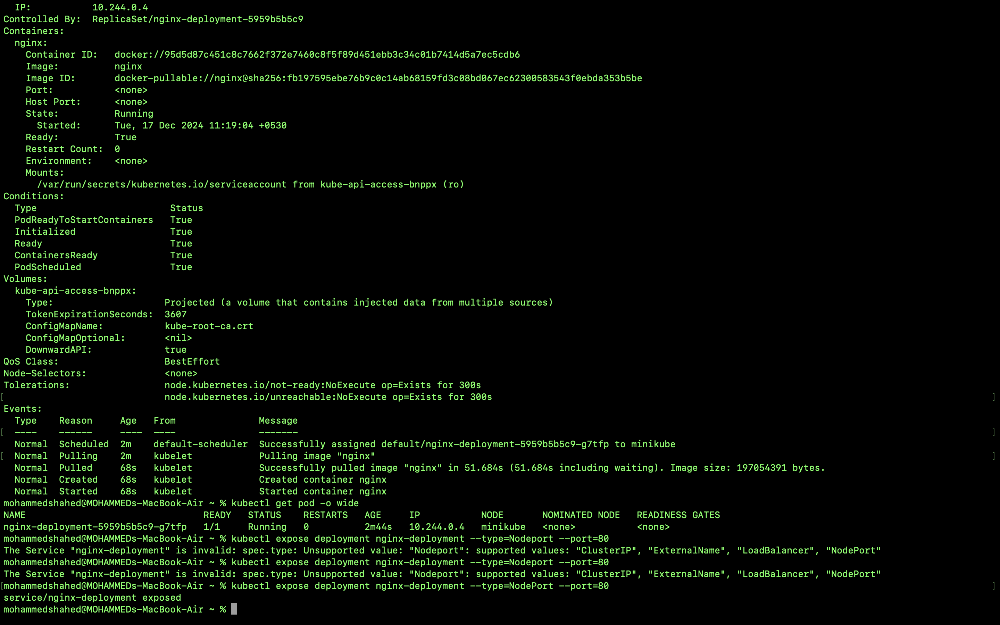 IP:           10.244.0.4
Controlled By:  ReplicaSet/nginx-deployment-5959b5b5c9
Containers:
  nginx:
    Container ID:   docker://95d5d87c451c8c7662f372e7460c8f5f89d451ebb3c34c01b7414d5a7ec5cdb6
    Image:          nginx
    Image ID:       docker-pullable://nginx@sha256:fb197595ebe76b9c0c14ab68159fd3c08bd067ec62300583543f0ebda353b5be
    Port:           <none>
    Host Port:      <none>
    State:          Running
      Started:      Tue, 17 Dec 2024 11:19:04 +0530
    Ready:          True
    Restart Count:  0
    Environment:    <none>
    Mounts:
      /var/run/secrets/kubernetes.io/serviceaccount from kube-api-access-bnppx (ro)
Conditions:
  Type                        Status
  PodReadyToStartContainers   True
  Initialized                 True
  Ready                       True
  ContainersReady             True
  PodScheduled                True
Volumes:
  kube-api-access-bnppx:
    Type:                    Projected (a volume that contains injected data from multiple sources)
    TokenExpirationSeconds:  3607
    ConfigMapName:           kube-root-ca.crt
    ConfigMapOptional:       <nil>
    DownwardAPI:             true
QoS Class:                   BestEffort
Node-Selectors:              <none>
Tolerations:                 node.kubernetes.io/not-ready:NoExecute op=Exists for 300s
[                            node.kubernetes.io/unreachable:NoExecute op=Exists for 300s ]
Events:
  Type    Reason     Age   From               Message
[ ----    ------     ----  ----               ------- ]
  Normal  Scheduled  2m    default-scheduler  Successfully assigned default/nginx-deployment-5959b5b5c9-g7tfp to minikube
[ Normal  Pulling    2m    kubelet            Pulling image "nginx" ]
  Normal  Pulled     68s   kubelet            Successfully pulled image "nginx" in 51.684s (51.684s including waiting). Image size: 197054391 bytes.
  Normal  Created    68s   kubelet            Created container nginx
  Normal  Started    68s   kubelet            Started container nginx
mohammedshahed@MOHAMMEDs-MacBook-Air ~ % kubectl get pod -o wide
NAME                                READY   STATUS    RESTARTS   AGE     IP           NODE       NOMINATED NODE   READINESS GATES
nginx-deployment-5959b5b5c9-g7tfp   1/1     Running   0          2m44s   10.244.0.4   minikube   <none>           <none>
mohammedshahed@MOHAMMEDs-MacBook-Air ~ % kubectl expose deployment nginx-deployment --type=Nodeport --port=80
The Service "nginx-deployment" is invalid: spec.type: Unsupported value: "Nodeport": supported values: "ClusterIP", "ExternalName", "LoadBalancer", "NodePort"
mohammedshahed@MOHAMMEDs-MacBook-Air ~ % kubectl expose deployment nginx-deployment --type=Nodeport --port=80
The Service "nginx-deployment" is invalid: spec.type: Unsupported value: "Nodeport": supported values: "ClusterIP", "ExternalName", "LoadBalancer", "NodePort"
[mohammedshahed@MOHAMMEDs-MacBook-Air ~ % kubectl expose deployment nginx-deployment --type=NodePort --port=80 ]
service/nginx-deployment exposed
mohammedshahed@MOHAMMEDs-MacBook-Air ~ %